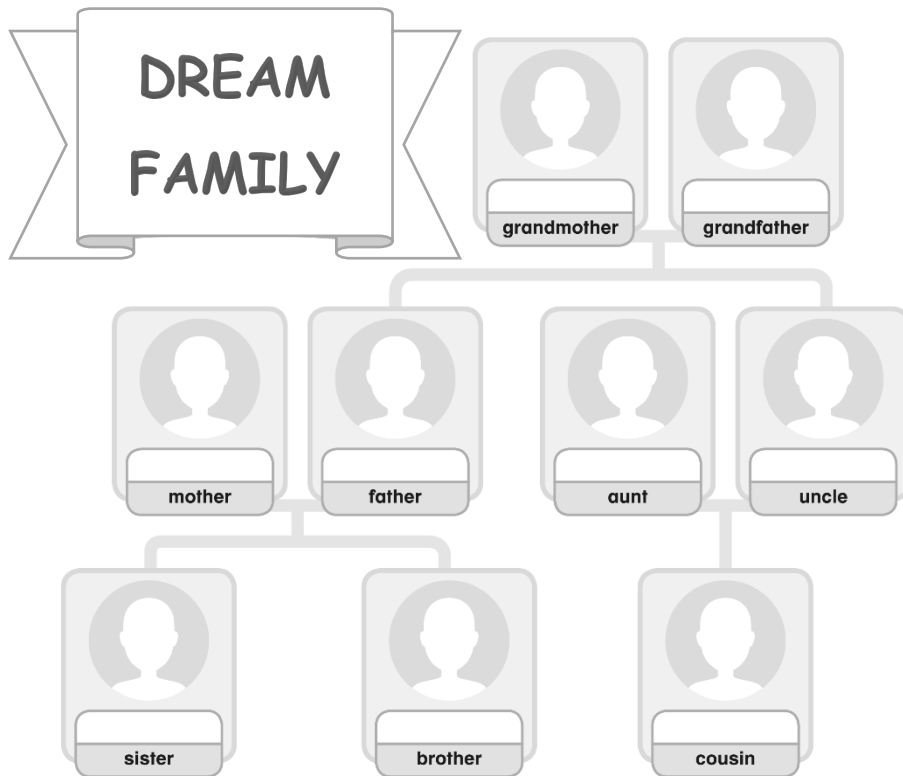 DREAM
FAMILY
grandmother
grandfather
mother
father
aunt
uncle
sister
brother
cousin